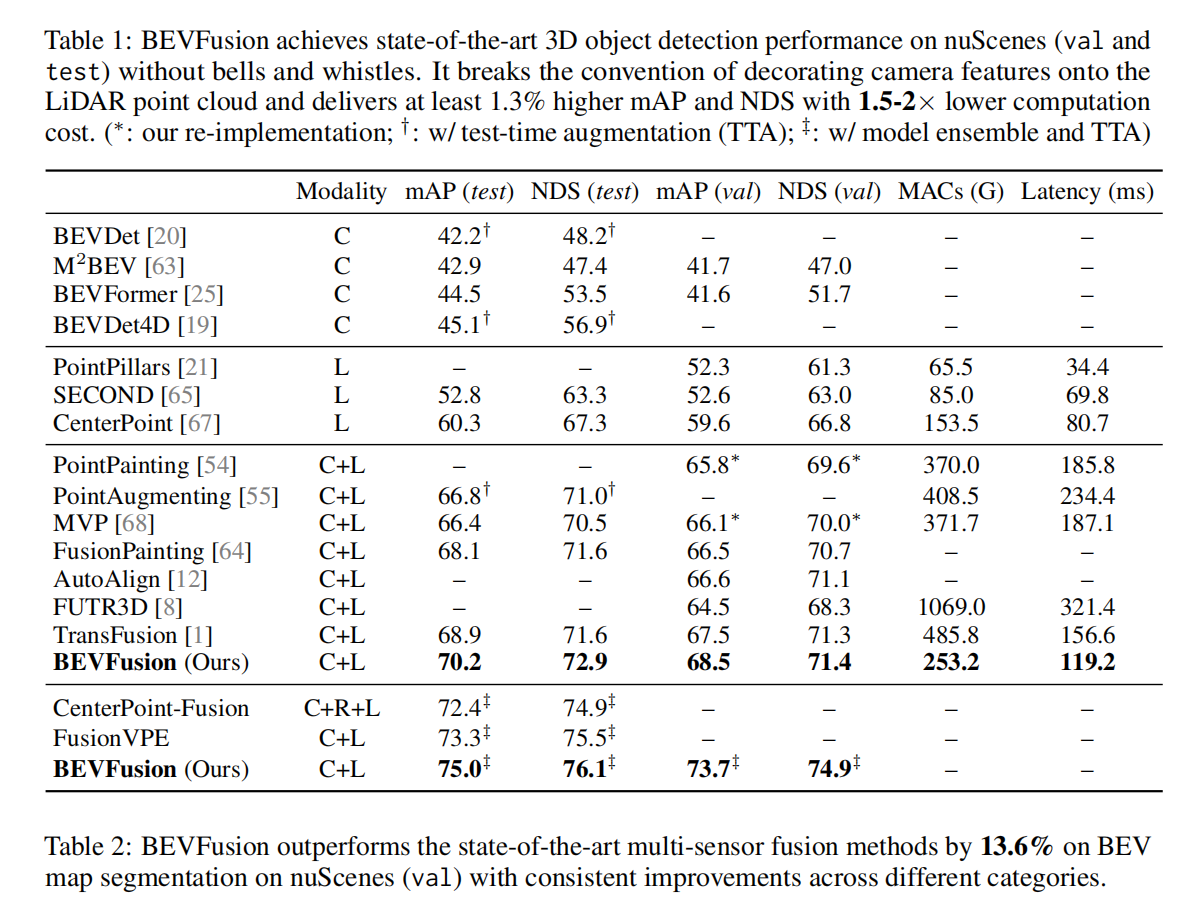 Table 1: BEVFusion achieves state-of-the-art 3D object detection performance on nuScenes (val and
test) without bells and whistles. It breaks the convention of decorating camera features onto the
LiDAR point cloud and delivers at least 1.3% higher mAP and NDS with 1.5-2× lower computation
cost. (*: our re-implementation; †: w/ test-time augmentation (TTA); ‡: w/ model ensemble and TTA)
Modality mAP (test) NDS (test) mAP (val) NDS (val) MACs (G) Latency (ms)
BEVDet [20] C 42.2† 48.2† – – – –
M²BEV [63] C 42.9 47.4 41.7 47.0 – –
BEVFormer [25] C 44.5 53.5 41.6 51.7 – –
BEVDet4D [19] C 45.1† 56.9† – – – –
PointPillars [21] L – – 52.3 61.3 65.5 34.4
SECOND [65] L 52.8 63.3 52.6 63.0 85.0 69.8
CenterPoint [67] L 60.3 67.3 59.6 66.8 153.5 80.7
PointPainting [54] C+L – – 65.8* 69.6* 370.0 185.8
PointAugmenting [55] C+L 66.8† 71.0† – – 408.5 234.4
MVP [68] C+L 66.4 70.5 66.1* 70.0* 371.7 187.1
FusionPainting [64] C+L 68.1 71.6 66.5 70.7 – –
AutoAlign [12] C+L – – 66.6 71.1 – –
FUTR3D [8] C+L – – 64.5 68.3 1069.0 321.4
TransFusion [1] C+L 68.9 71.6 67.5 71.3 485.8 156.6
BEVFusion (Ours) C+L 70.2 72.9 68.5 71.4 253.2 119.2
CenterPoint-Fusion C+R+L 72.4‡ 74.9‡ – – – –
FusionVPE C+L 73.3‡ 75.5‡ – – – –
BEVFusion (Ours) C+L 75.0‡ 76.1‡ 73.7‡ 74.9‡ – –
Table 2: BEVFusion outperforms the state-of-the-art multi-sensor fusion methods by 13.6% on BEV
map segmentation on nuScenes (val) with consistent improvements across different categories.